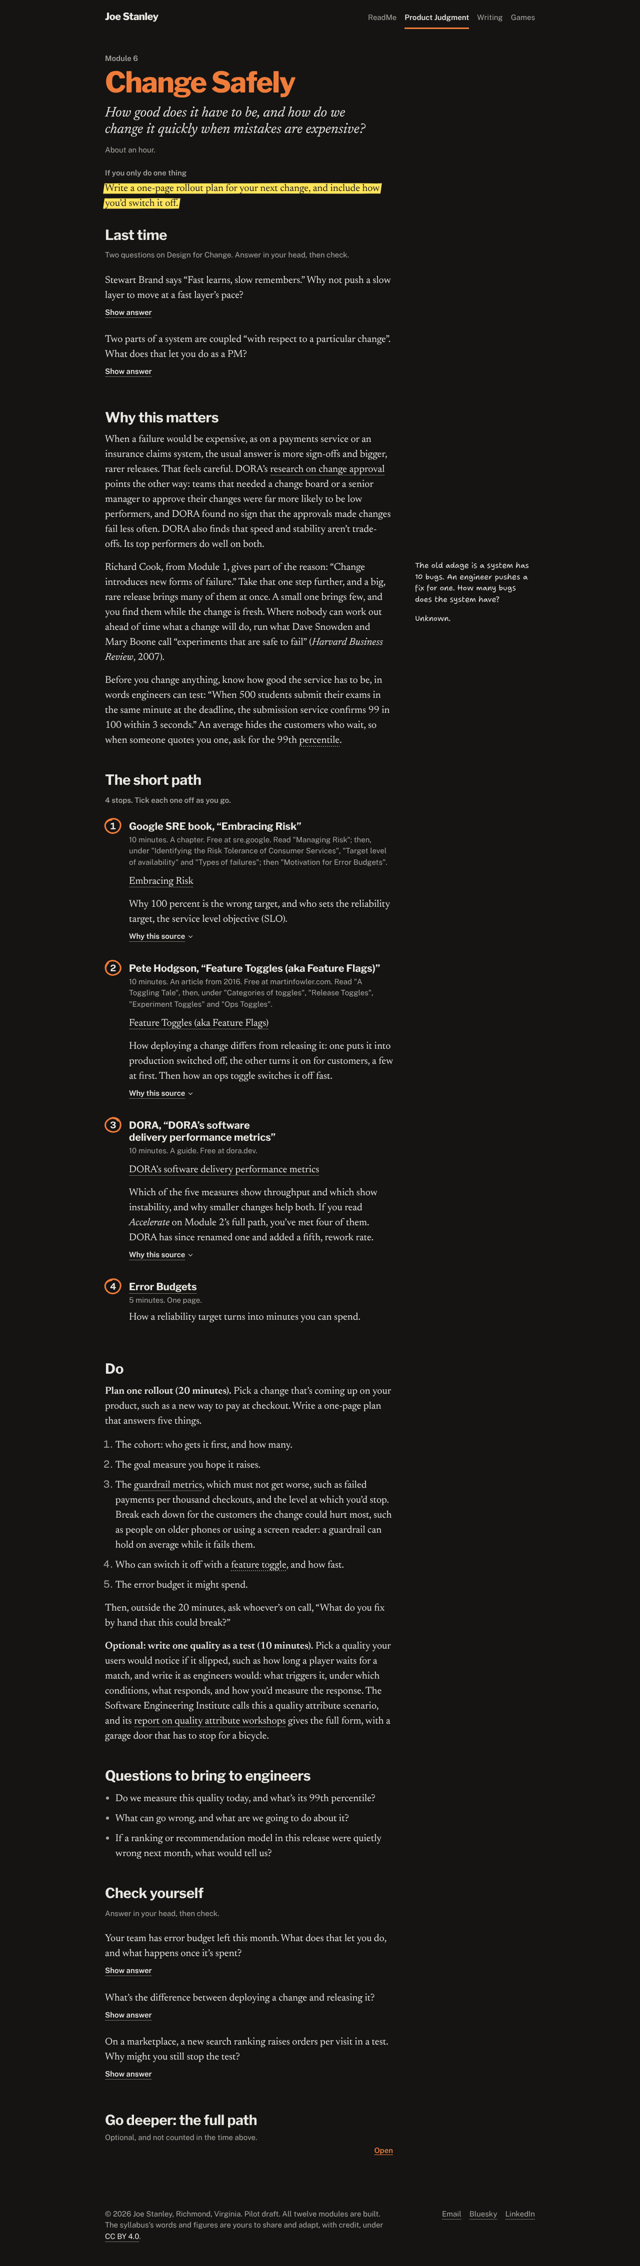 Joe Stanley
ReadMe Product Judgment Writing Games
Module 6
Change Safely
How good does it have to be, and how do we
change it quickly when mistakes are expensive?
About an hour.
If you only do one thing
Write a one-page rollout plan for your next change, and include how
you'd switch it off.
Last time
Two questions on Design for Change. Answer in your head, then check.
Stewart Brand says “Fast learns, slow remembers.” Why not push a slow
layer to move at a fast layer’s pace?
Show answer
Two parts of a system are coupled “with respect to a particular change”.
What does that let you do as a PM?
Show answer
Why this matters
When a failure would be expensive, as on a payments service or an
insurance claims system, the usual answer is more sign-offs and bigger,
rarer releases. That feels careful. DORA’s research on change approval
points the other way: teams that needed a change board or a senior
manager to approve their changes were far more likely to be low
performers, and DORA found no sign that the approvals made changes
fail less often. DORA also finds that speed and stability aren’t trade-
offs. Its top performers do well on both.
Richard Cook, from Module 1, gives part of the reason: “Change
introduces new forms of failure.” Take that one step further, and a big,
rare release brings many of them at once. A small one brings few, and
you find them while the change is fresh. Where nobody can work out
ahead of time what a change will do, run what Dave Snowden and
Mary Boone call “experiments that are safe to fail” (Harvard Business
Review, 2007).
The old adage is a system has
10 bugs. An engineer pushes a
fix for one. How many bugs
does the system have?
Unknown.
Before you change anything, know how good the service has to be, in
words engineers can test: “When 500 students submit their exams in
the same minute at the deadline, the submission service confirms 99 in
100 within 3 seconds.” An average hides the customers who wait, so
when someone quotes you one, ask for the 99th percentile.
The short path
4 stops. Tick each one off as you go.
1 Google SRE book, “Embracing Risk”
10 minutes. A chapter. Free at sre.google. Read "Managing Risk"; then,
under "Identifying the Risk Tolerance of Consumer Services", "Target level
of availability" and "Types of failures"; then "Motivation for Error Budgets".
Embracing Risk
Why 100 percent is the wrong target, and who sets the reliability
target, the service level objective (SLO).
Why this source
2 Pete Hodgson, “Feature Toggles (aka Feature Flags)”
10 minutes. An article from 2016. Free at martinfowler.com. Read "A
Toggling Tale", then, under "Categories of toggles", "Release Toggles",
"Experiment Toggles" and "Ops Toggles".
Feature Toggles (aka Feature Flags)
How deploying a change differs from releasing it: one puts it into
production switched off, the other turns it on for customers, a few
at first. Then how an ops toggle switches it off fast.
Why this source
3 DORA, “DORA’s software
delivery performance metrics”
10 minutes. A guide. Free at dora.dev.
DORA’s software delivery performance metrics
Which of the five measures show throughput and which show
instability, and why smaller changes help both. If you read
Accelerate on Module 2’s full path, you’ve met four of them.
DORA has since renamed one and added a fifth, rework rate.
Why this source
4 Error Budgets
5 minutes. One page.
How a reliability target turns into minutes you can spend.
Do
Plan one rollout (20 minutes). Pick a change that’s coming up on your
product, such as a new way to pay at checkout. Write a one-page plan
that answers five things.
1. The cohort: who gets it first, and how many.
2. The goal measure you hope it raises.
3. The guardrail metrics, which must not get worse, such as failed
payments per thousand checkouts, and the level at which you’d stop.
Break each down for the customers the change could hurt most, such
as people on older phones or using a screen reader: a guardrail can
hold on average while it fails them.
4. Who can switch it off with a feature toggle, and how fast.
5. The error budget it might spend.
Then, outside the 20 minutes, ask whoever’s on call, “What do you fix
by hand that this could break?”
Optional: write one quality as a test (10 minutes). Pick a quality your
users would notice if it slipped, such as how long a player waits for a
match, and write it as engineers would: what triggers it, under which
conditions, what responds, and how you’d measure the response. The
Software Engineering Institute calls this a quality attribute scenario,
and its report on quality attribute workshops gives the full form, with a
garage door that has to stop for a bicycle.
Questions to bring to engineers
Do we measure this quality today, and what’s its 99th percentile?
What can go wrong, and what are we going to do about it?
If a ranking or recommendation model in this release were quietly
wrong next month, what would tell us?
Check yourself
Answer in your head, then check.
Your team has error budget left this month. What does that let you do,
and what happens once it’s spent?
Show answer
What’s the difference between deploying a change and releasing it?
Show answer
On a marketplace, a new search ranking raises orders per visit in a test.
Why might you still stop the test?
Show answer
Go deeper: the full path
Optional, and not counted in the time above.
Open
© 2026 Joe Stanley, Richmond, Virginia. Pilot draft. All twelve modules are built.
The syllabus's words and figures are yours to share and adapt, with credit, under
CC BY 4.0.
Email Bluesky LinkedIn